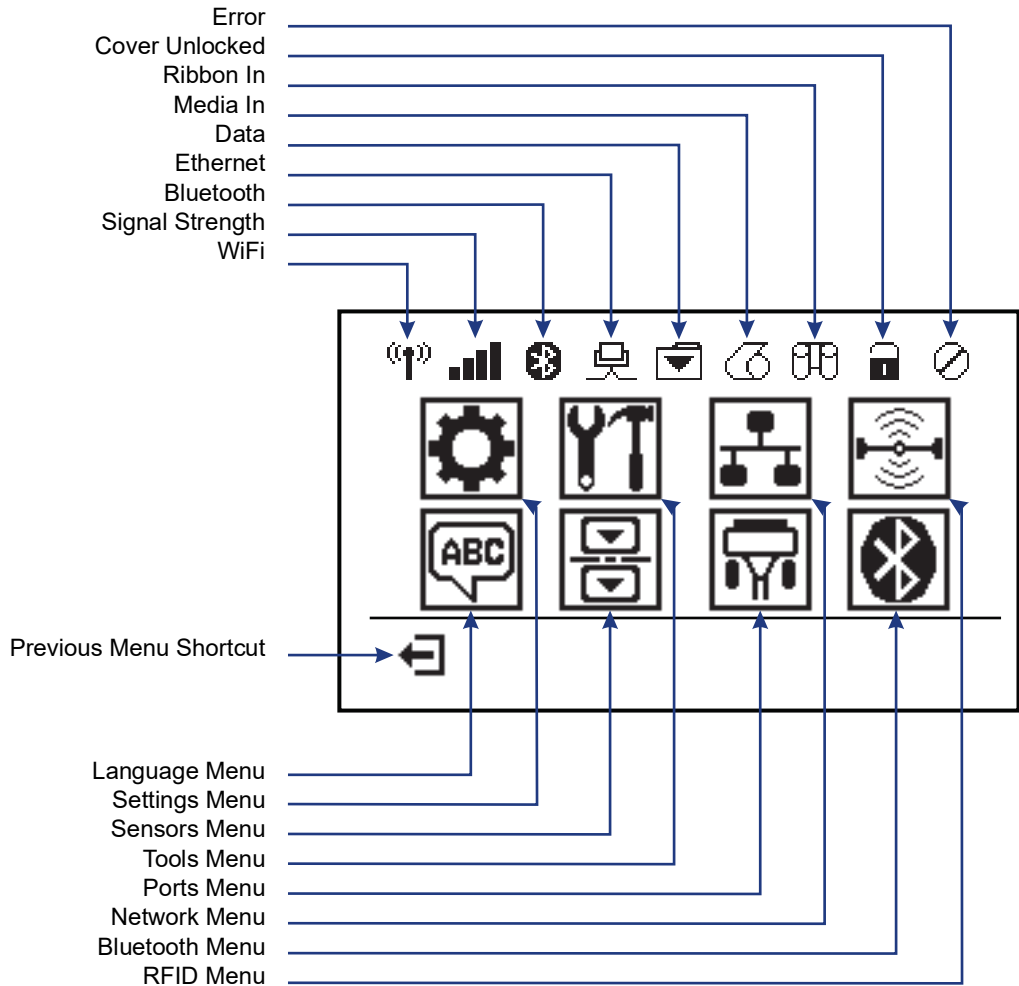 Error
Cover Unlocked
Ribbon In
Media In
Data
Ethernet
Bluetooth
Signal Strength
WiFi
ABC
Previous Menu Shortcut
Language Menu
Settings Menu
Sensors Menu
Tools Menu
Ports Menu
Network Menu
Bluetooth Menu
RFID Menu